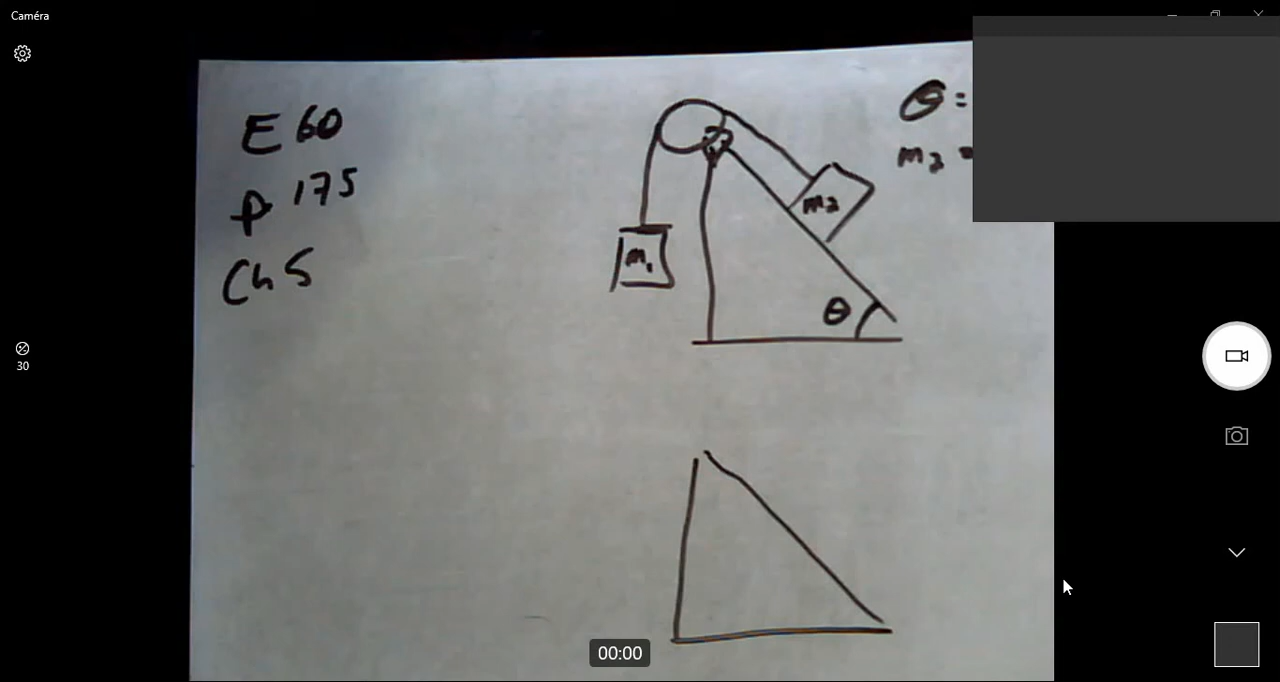 Caméra
E 60
p 175
Ch 5
θ =
m2 =
m2
m1
θ
30
00:00